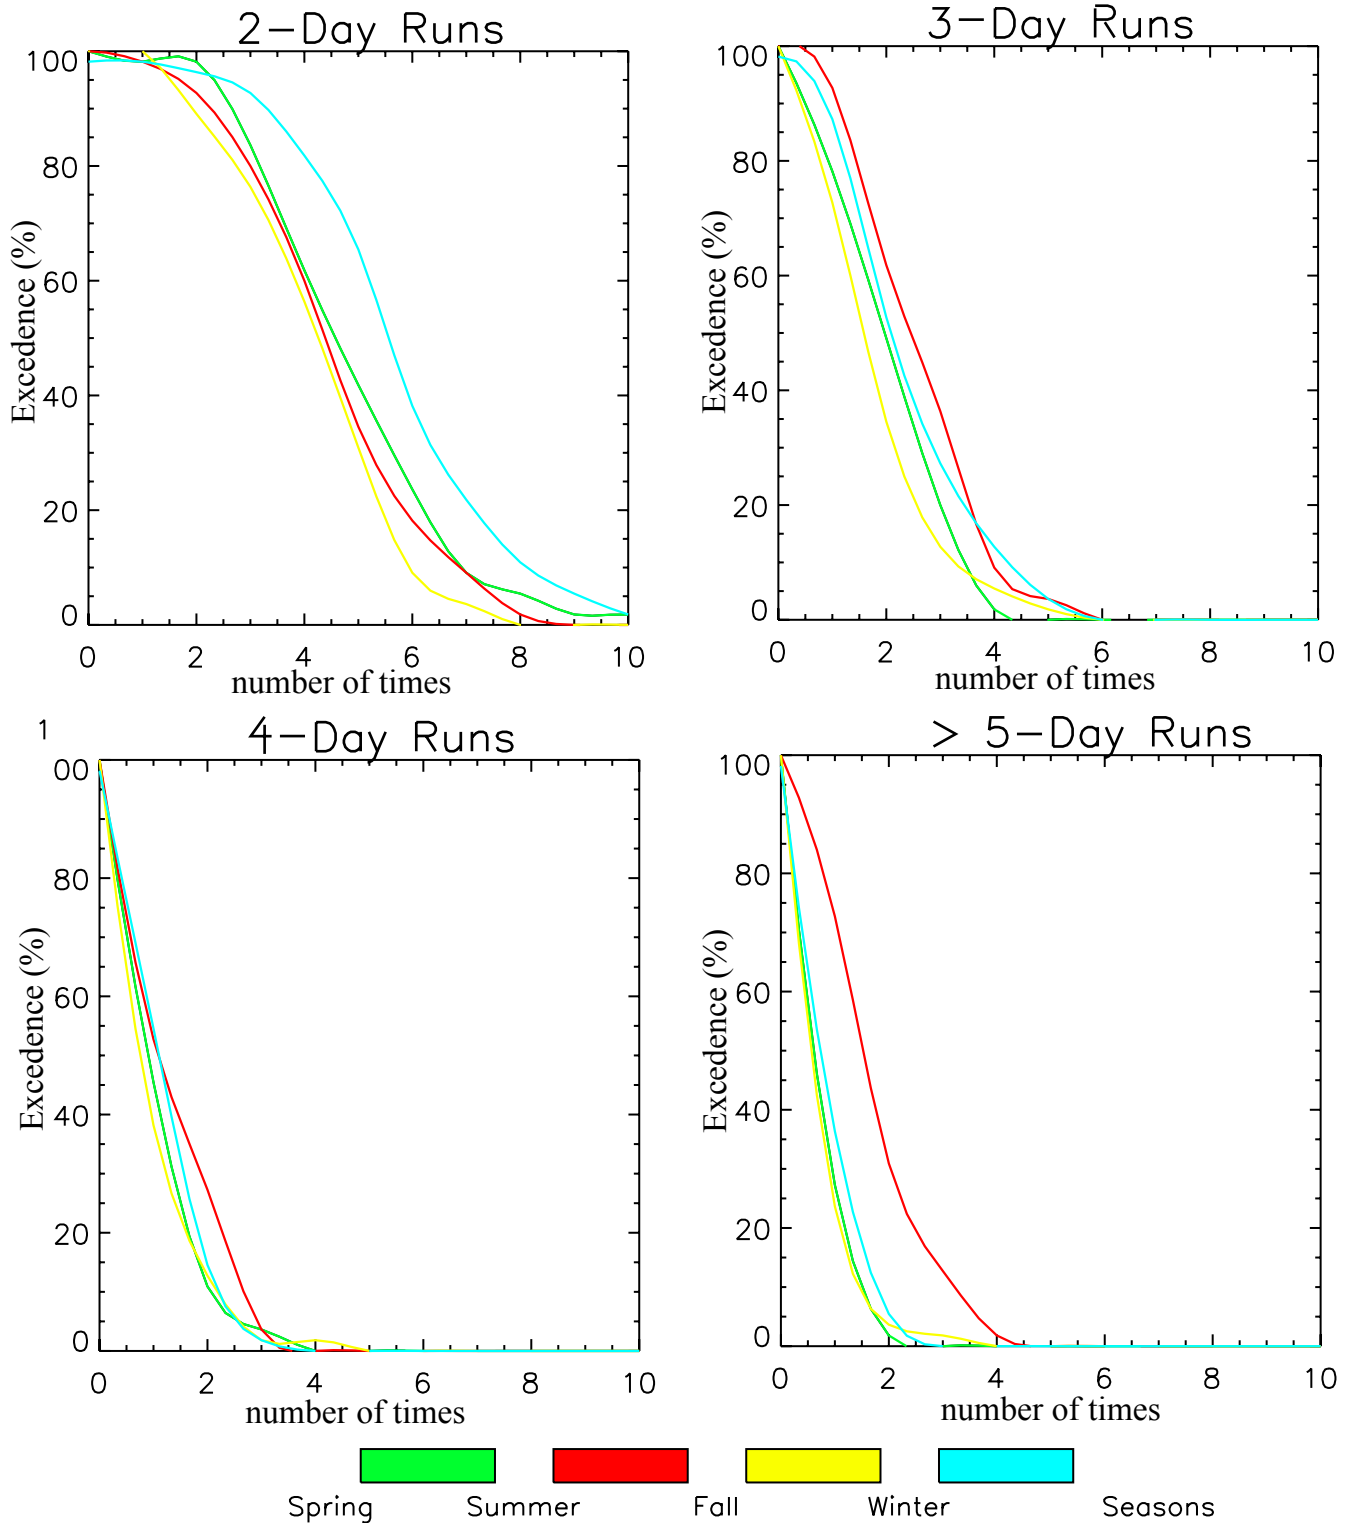 2-Day Runs
100
80
60
40
20
0
Excedence (%)
0 2 4 6 8 10
number of times
3-Day Runs
100
80
60
40
20
0
Excedence (%)
0 2 4 6 8 10
number of times
1
4-Day Runs
00
80
60
40
20
0
Excedence (%)
0 2 4 6 8 10
number of times
> 5-Day Runs
100
80
60
40
20
0
Excedence (%)
0 2 4 6 8 10
number of times
Spring Summer Fall Winter Seasons